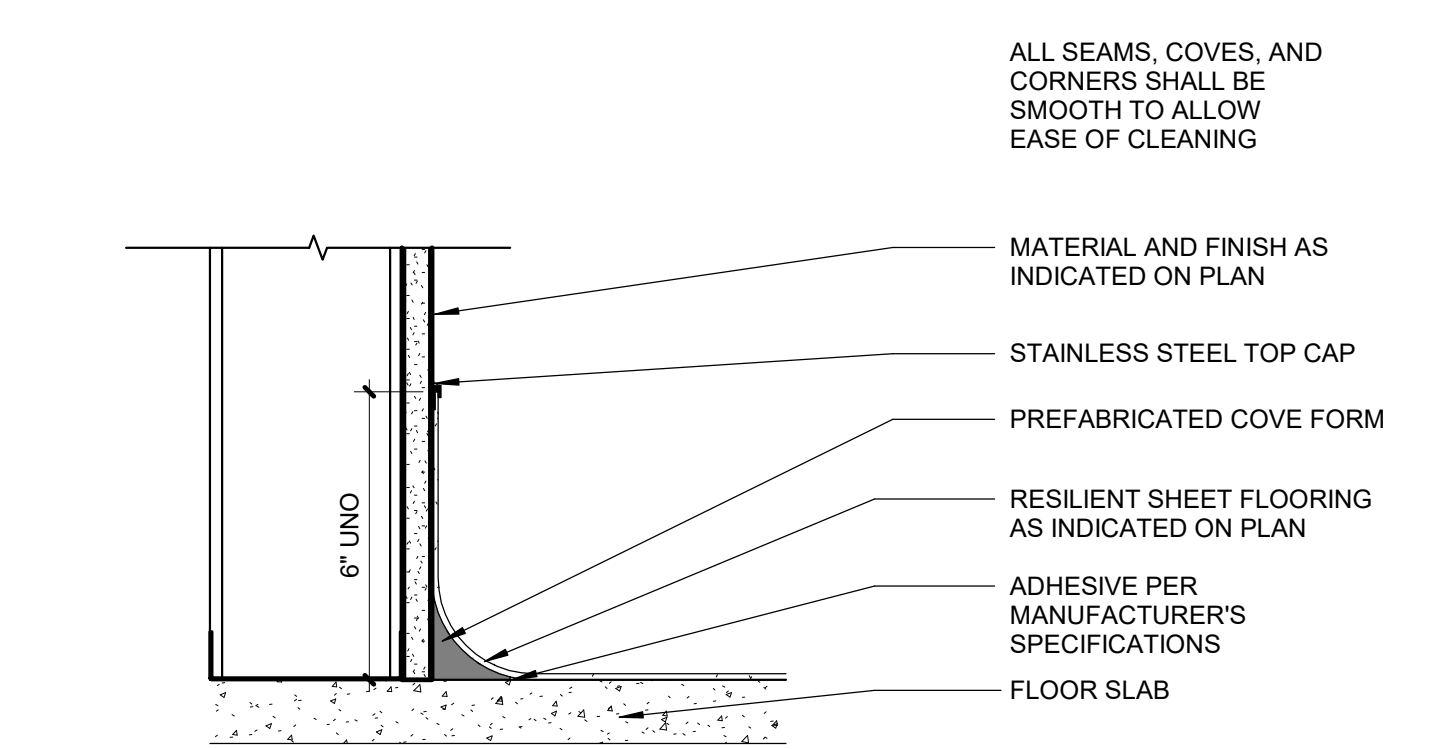 ALL SEAMS, COVES, AND
CORNERS SHALL BE
SMOOTH TO ALLOW
EASE OF CLEANING
MATERIAL AND FINISH AS
INDICATED ON PLAN
STAINLESS STEEL TOP CAP
PREFABRICATED COVE FORM
RESILIENT SHEET FLOORING
AS INDICATED ON PLAN
6" UNO
ADHESIVE PER
MANUFACTURER'S
SPECIFICATIONS
FLOOR SLAB